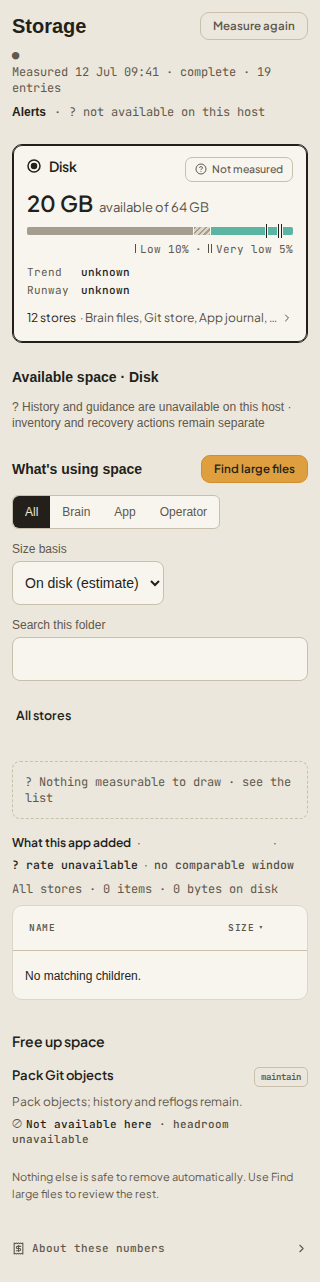 Storage
Measure again
Measured 12 Jul 09:41 · complete · 19
entries
Alerts · ? not available on this host
Disk
Not measured
20 GB available of 64 GB
Low 10% · Very low 5%
Trend unknown
Runway unknown
12 stores · Brain files, Git store, App journal, ...
Available space · Disk
? History and guidance are unavailable on this host ·
inventory and recovery actions remain separate
What's using space
Find large files
All Brain App Operator
Size basis
On disk (estimate)
Search this folder
All stores
? Nothing measurable to draw · see the
list
What this app added · ·
? rate unavailable · no comparable window
All stores · 0 items · 0 bytes on disk
NAME SIZE
No matching children.
Free up space
Pack Git objects
maintain
Pack objects; history and reflogs remain.
Not available here · headroom
unavailable
Nothing else is safe to remove automatically. Use Find
large files to review the rest.
About these numbers